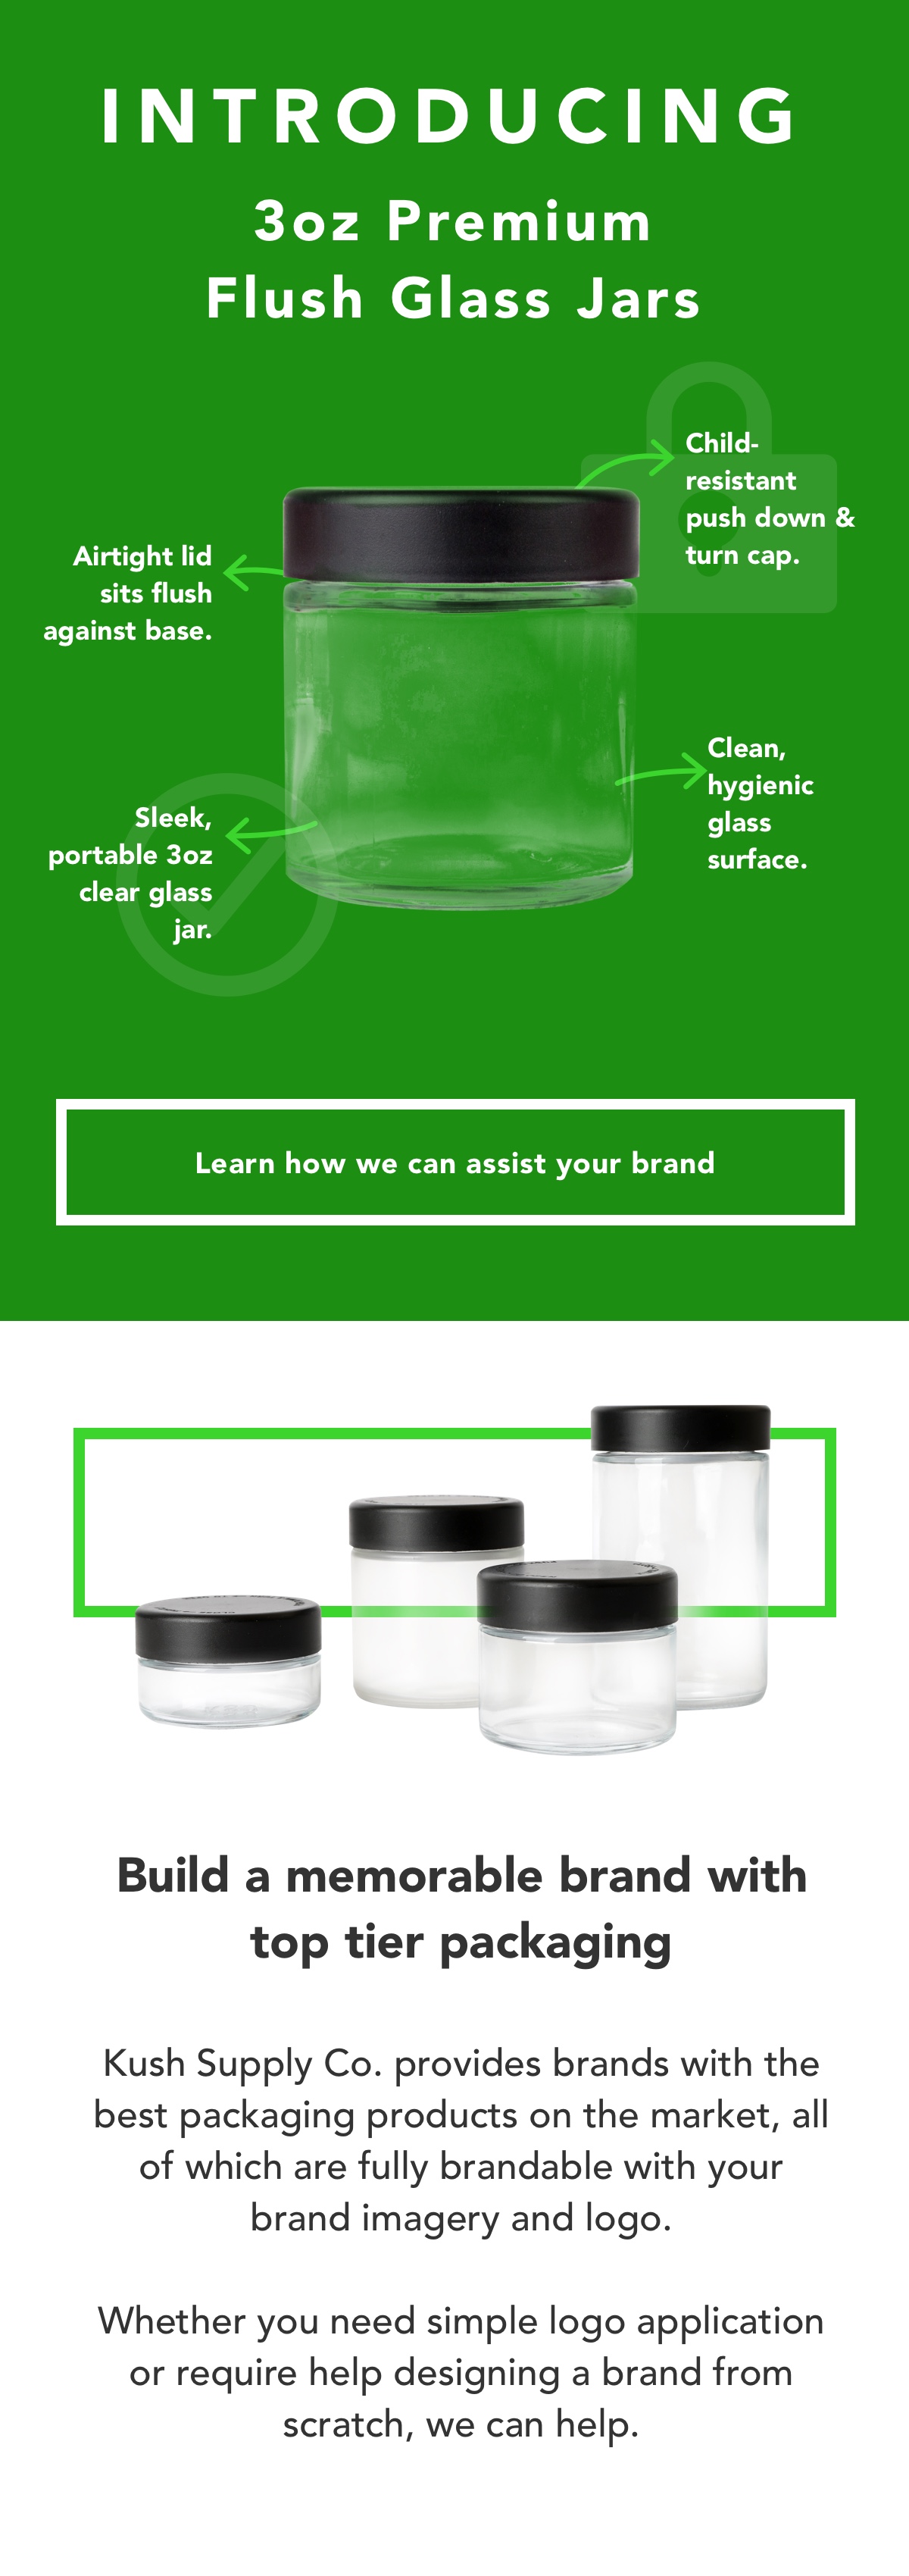 INTRODUCING
3oz Premium
Flush Glass Jars
Child-
resistant
push down &
turn cap.
Airtight lid
sits flush
against base.
Clean,
hygienic
glass
surface.
Sleek,
portable 3oz
clear glass
jar.
Learn how we can assist your brand
Build a memorable brand with
top tier packaging
Kush Supply Co. provides brands with the
best packaging products on the market, all
of which are fully brandable with your
brand imagery and logo.
Whether you need simple logo application
or require help designing a brand from
scratch, we can help.